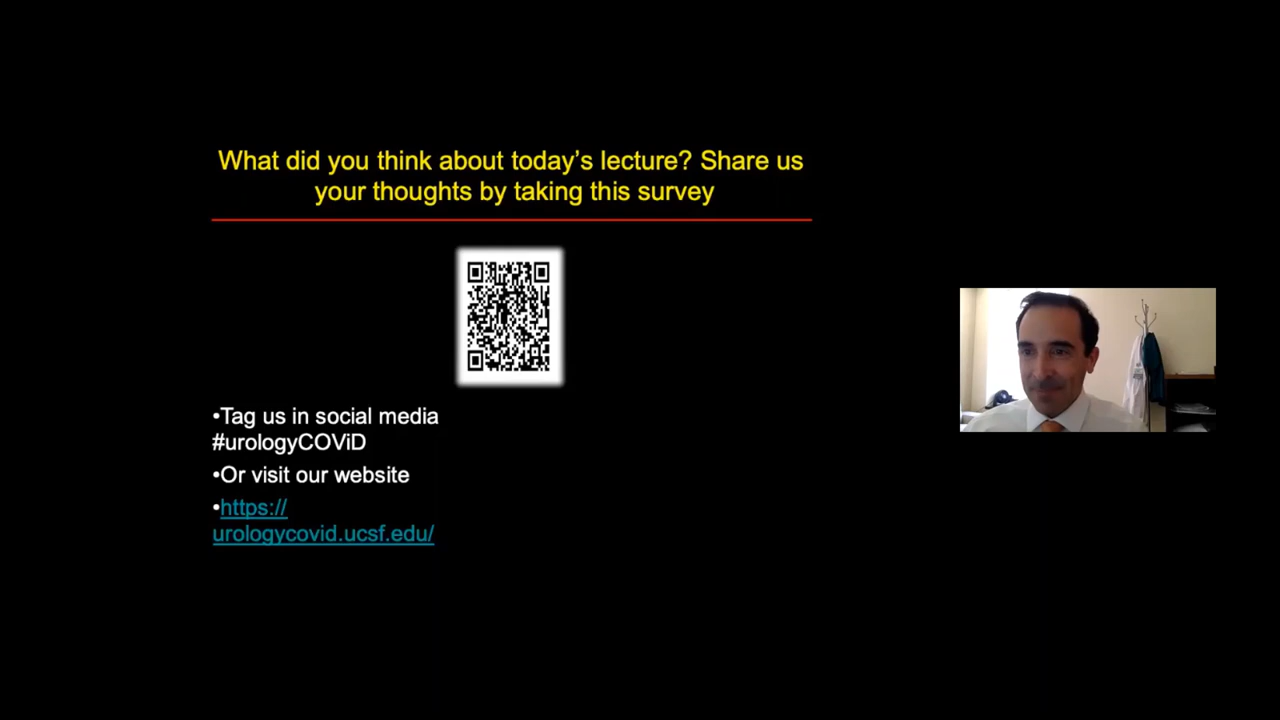 What did you think about today’s lecture? Share us
your thoughts by taking this survey
•Tag us in social media
#urologyCOViD
•Or visit our website
•https://
urologycovid.ucsf.edu/